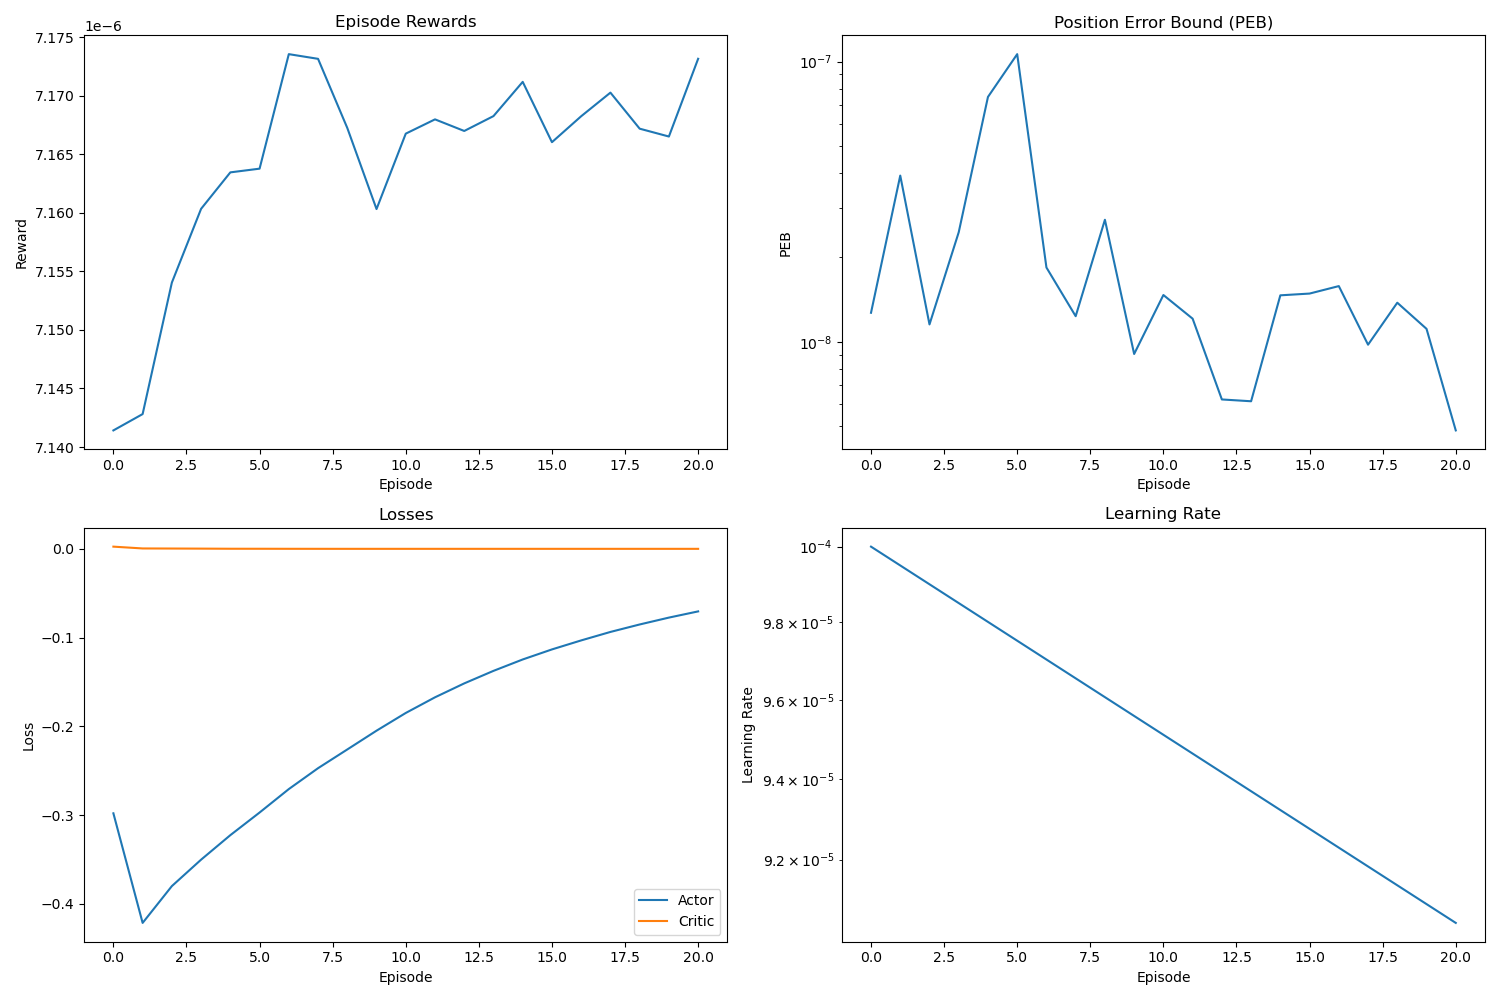 Episode Rewards
1e−6
7.175
7.170
7.165
7.160
7.155
7.150
7.145
7.140
Reward
0.0 2.5 5.0 7.5 10.0 12.5 15.0 17.5 20.0
Episode
Position Error Bound (PEB)
10⁻⁷
10⁻⁸
PEB
0.0 2.5 5.0 7.5 10.0 12.5 15.0 17.5 20.0
Episode
Losses
0.0
−0.1
−0.2
−0.3
−0.4
Loss
Actor
Critic
0.0 2.5 5.0 7.5 10.0 12.5 15.0 17.5 20.0
Episode
Learning Rate
10⁻⁴
9.8 × 10⁻⁵
9.6 × 10⁻⁵
9.4 × 10⁻⁵
9.2 × 10⁻⁵
Learning Rate
0.0 2.5 5.0 7.5 10.0 12.5 15.0 17.5 20.0
Episode